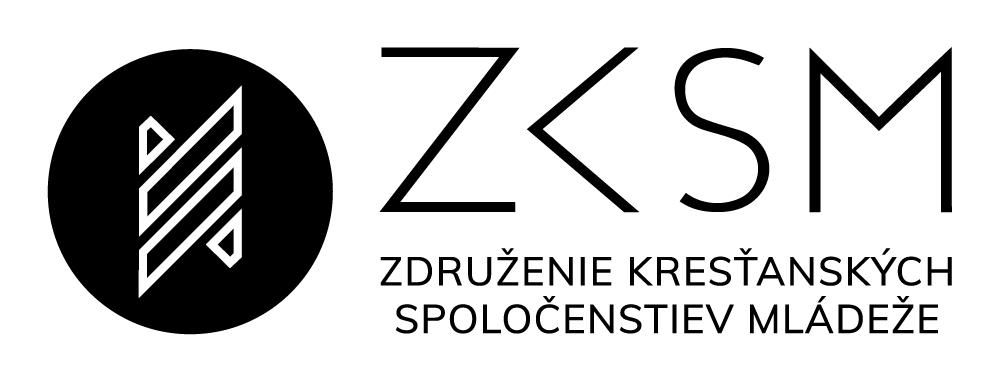 ZKSM
ZDRUŽENIE KRESŤANSKÝCH
SPOLOČENSTIEV MLÁDEŽE